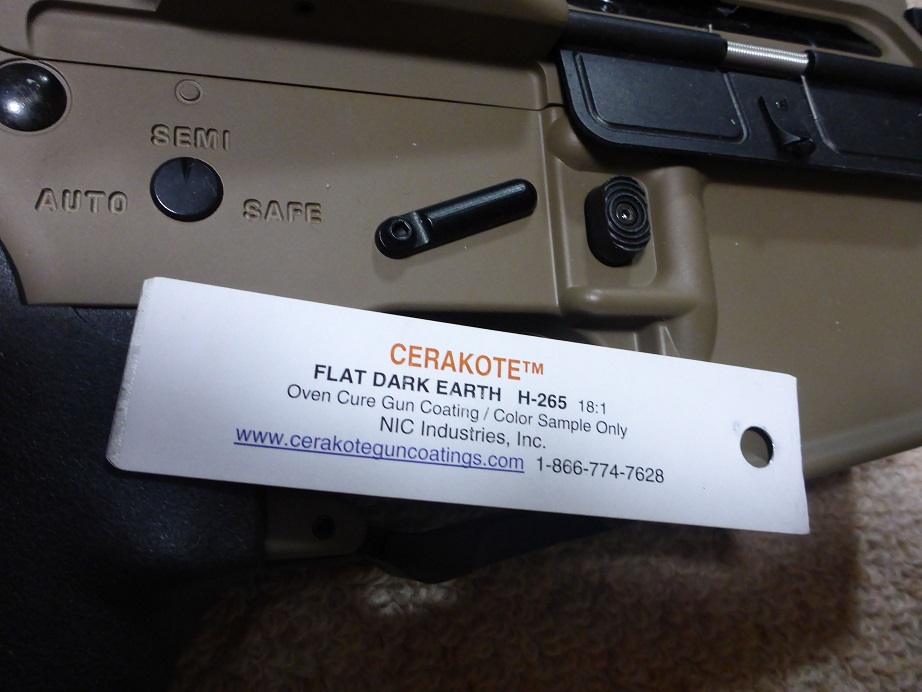 SEMI
AUTO SAFE
CERAKOTE™
FLAT DARK EARTH H-265 18:1
Oven Cure Gun Coating / Color Sample Only
NIC Industries, Inc.
www.cerakoteguncoatings.com 1-866-774-7628